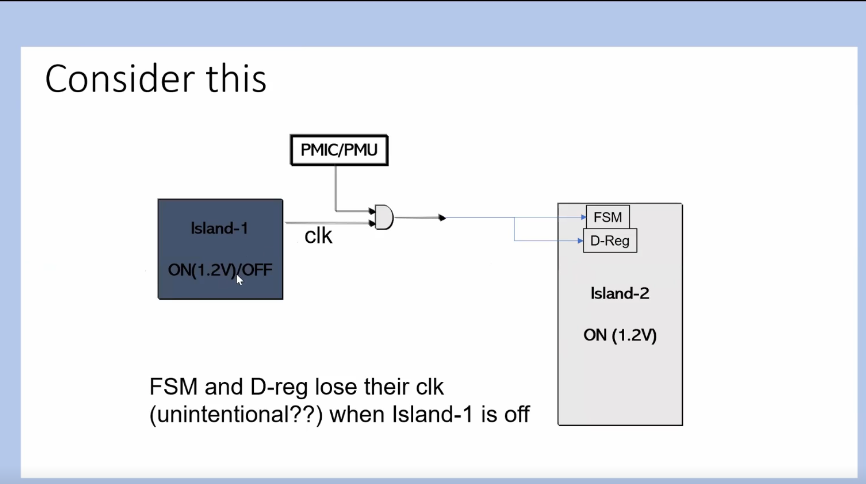 Consider this
PMIC/PMU
Island-1
ON(1.2V)/OFF
clk
FSM
D-Reg
Island-2
ON (1.2V)
FSM and D-reg lose their clk
(unintentional??) when Island-1 is off